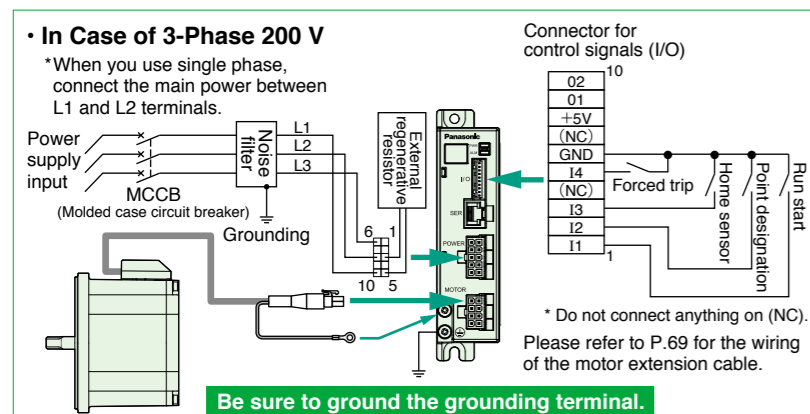 • In Case of 3-Phase 200 V
*When you use single phase,
connect the main power between
L1 and L2 terminals.
Power
supply
input
MCCB
(Molded case circuit breaker)
Noise
filter
Grounding
L1
L2
L3
External
regenerative
resistor
6 1
10 5
Panasonic
I/O
SER
POWER
MOTOR
Connector for
control signals (I/O)
10
02
01
+5V
(NC)
GND
I4
(NC)
I3
I2
I1
1
Forced trip
Home sensor
Point designation
Run start
* Do not connect anything on (NC).
Please refer to P.69 for the wiring
of the motor extension cable.
Be sure to ground the grounding terminal.